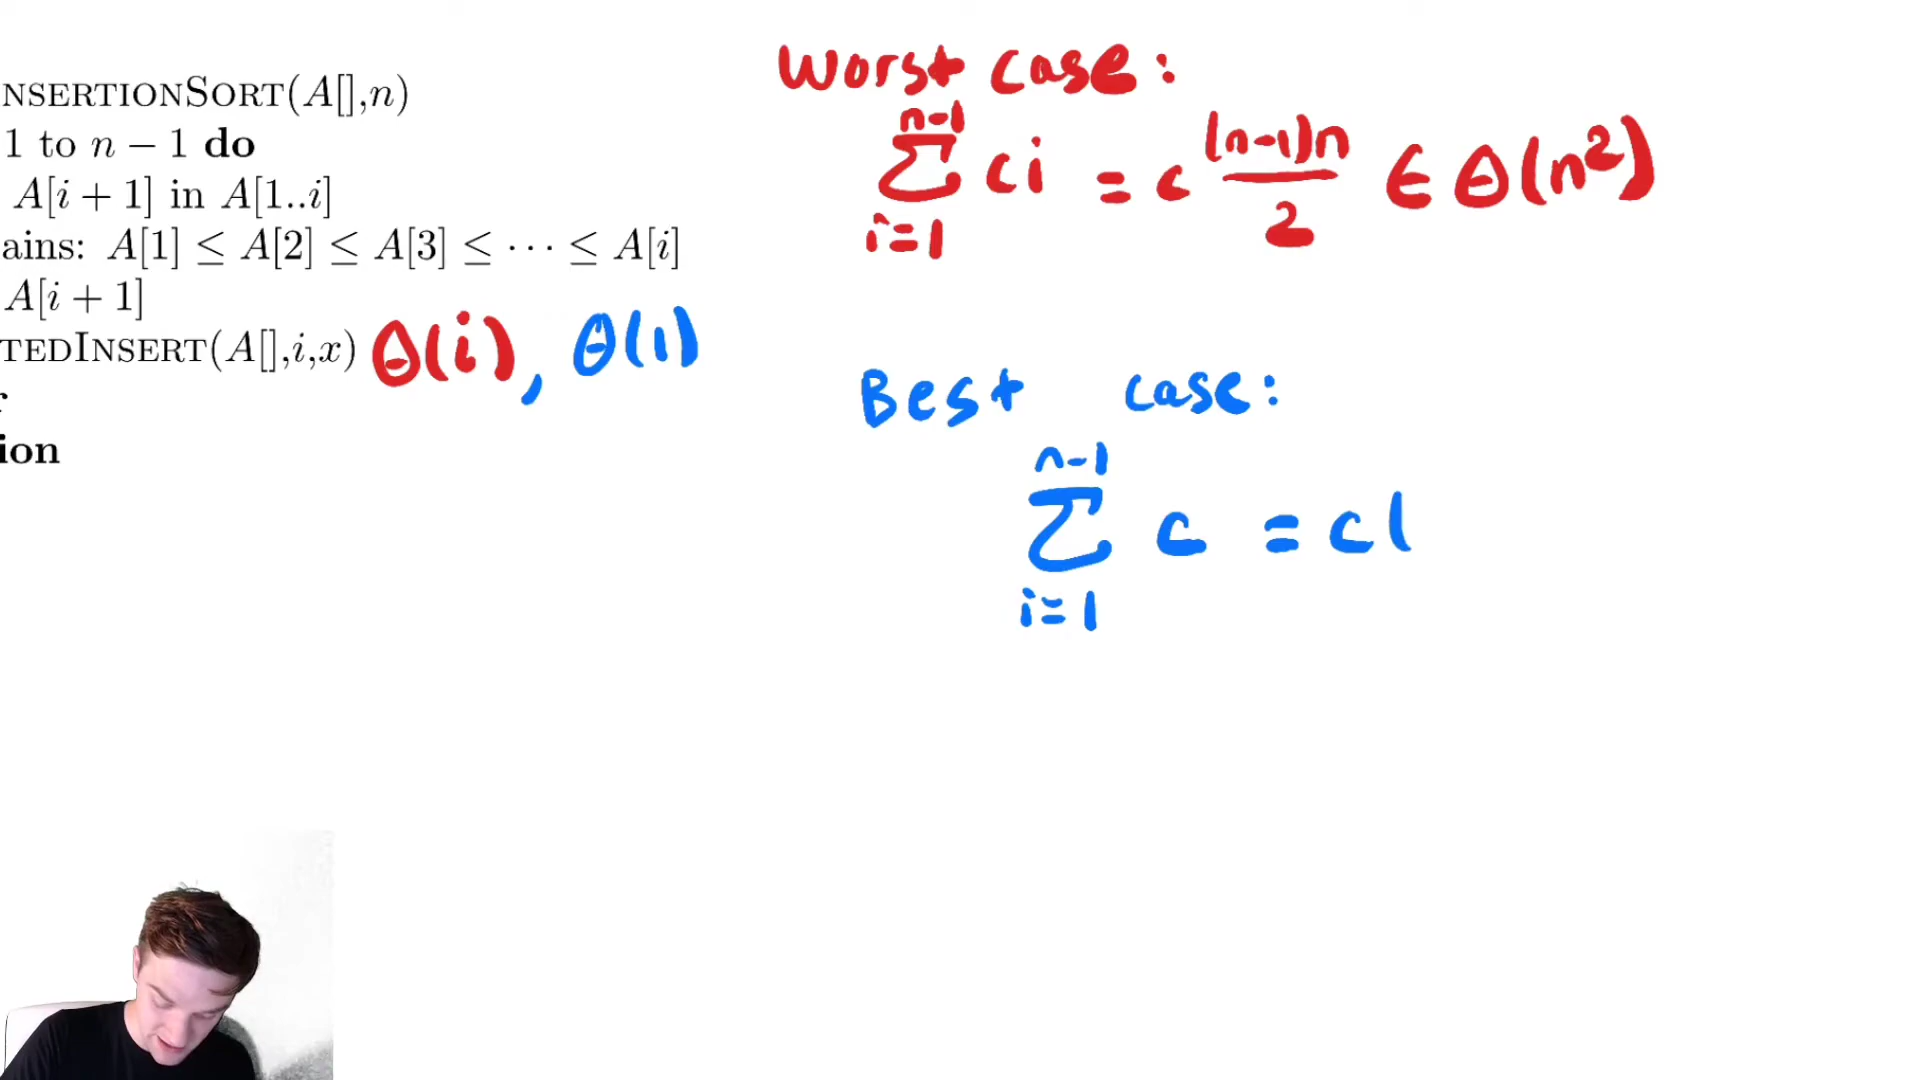 NSERTIONSORT(A[],n)
1 to n − 1 do
A[i + 1] in A[1..i]
ains: A[1] ≤ A[2] ≤ A[3] ≤ ⋯ ≤ A[i]
A[i + 1]
TEDINSERT(A[],i,x) Θ(i), Θ(1)
r
ion
Worst case:
n-1
Σ ci = c (n-1)n / 2 ∈ Θ(n²)
i=1
Best case:
n-1
Σ c = c(
i=1